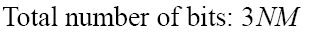 Total number of bits: 3NM